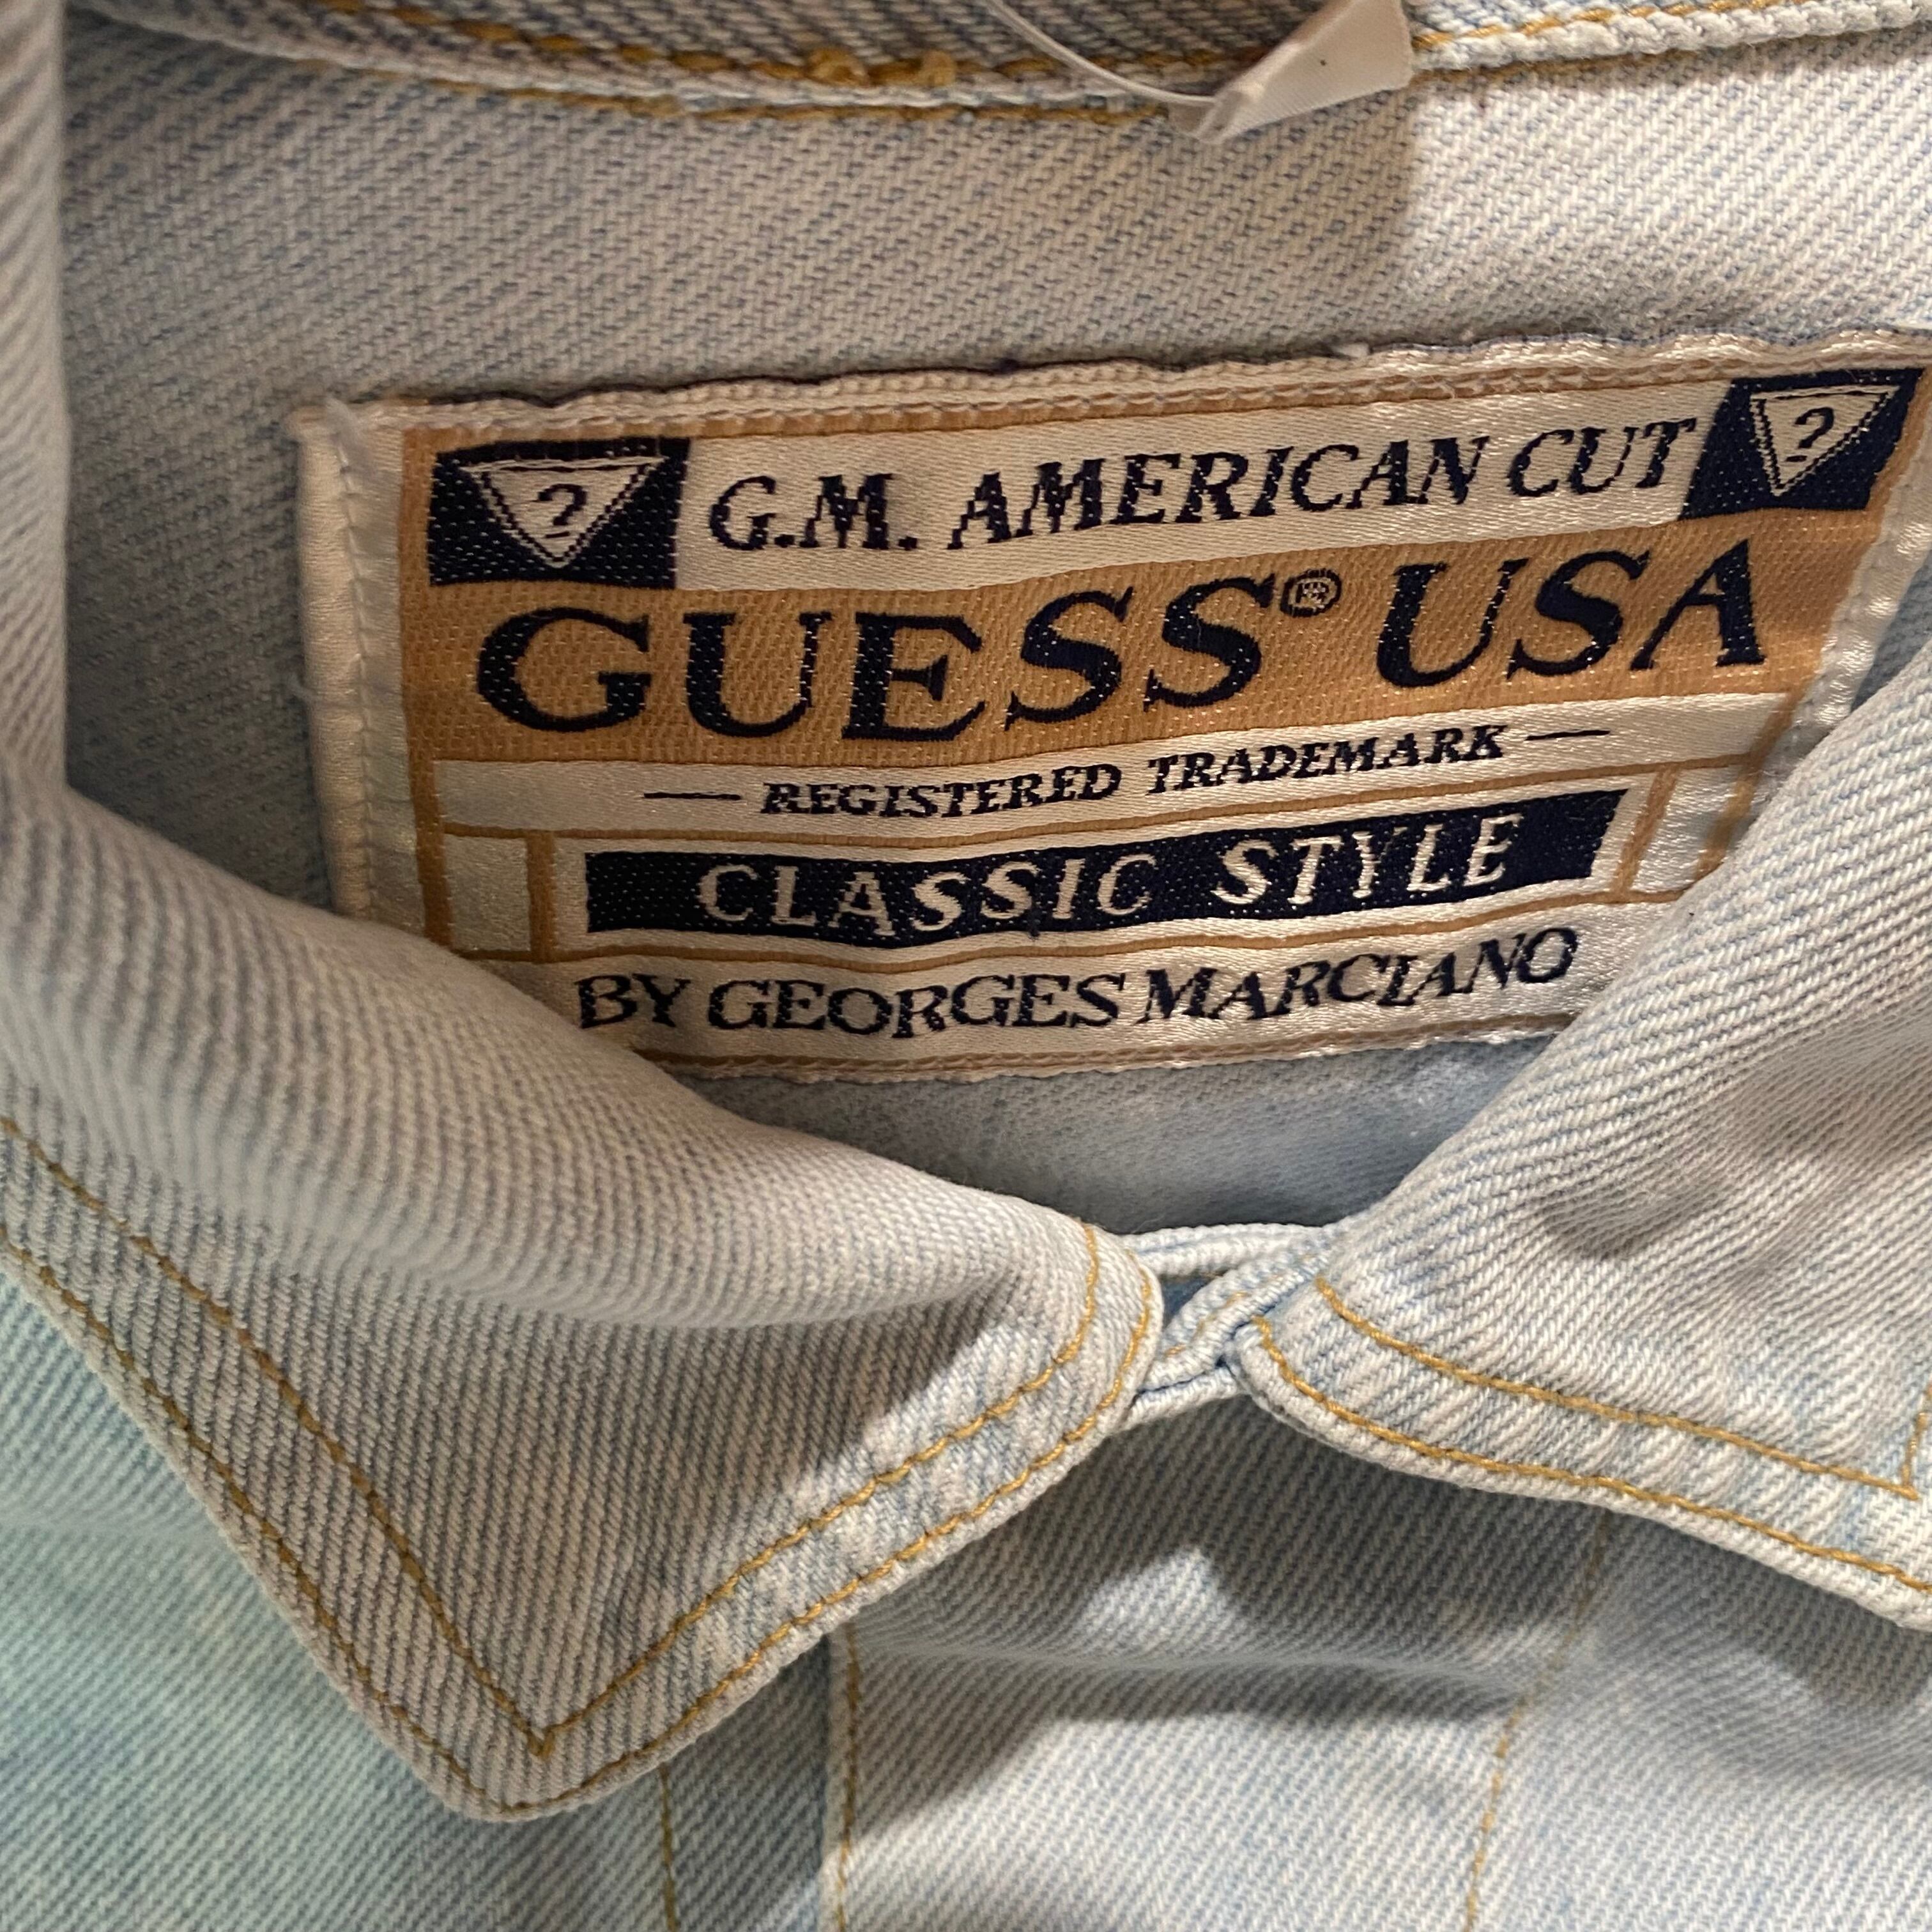 ? G.M. AMERICAN CUT ?
GUESS® USA
— REGISTERED TRADEMARK —
CLASSIC STYLE
BY GEORGES MARCIANO